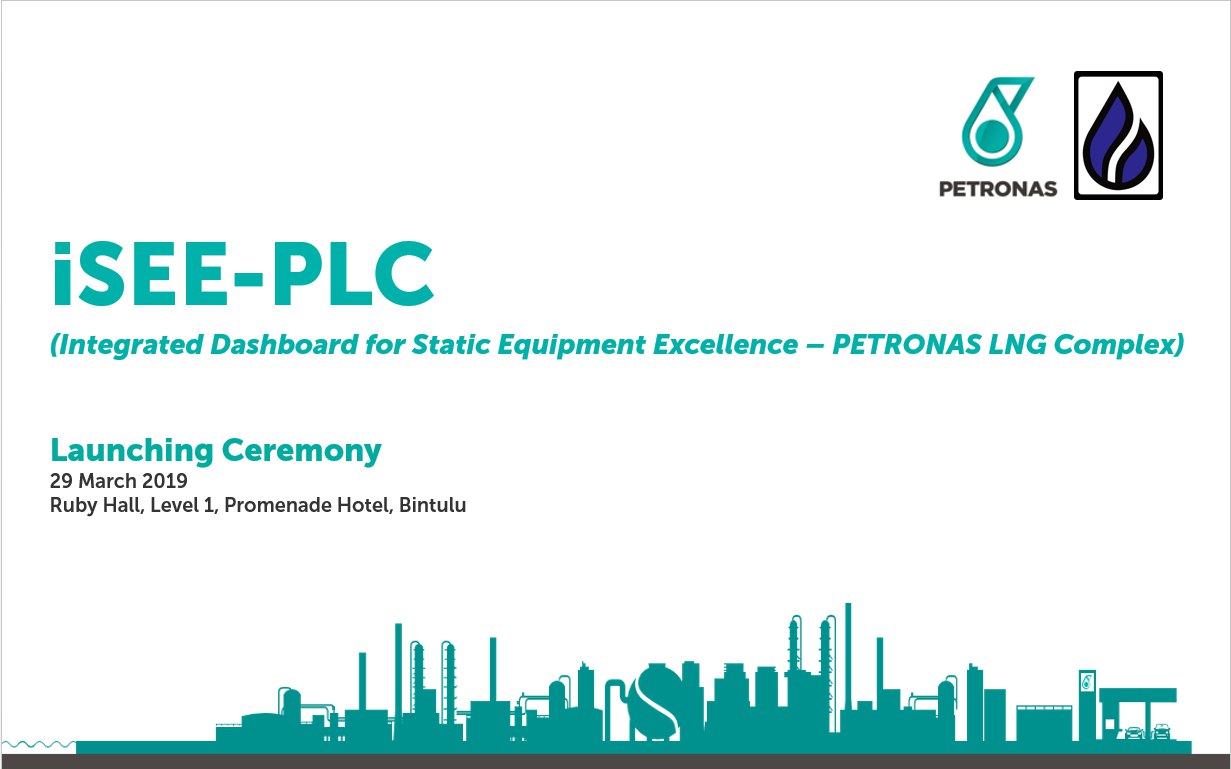 PETRONAS
iSEE-PLC
(Integrated Dashboard for Static Equipment Excellence – PETRONAS LNG Complex)
Launching Ceremony
29 March 2019
Ruby Hall, Level 1, Promenade Hotel, Bintulu